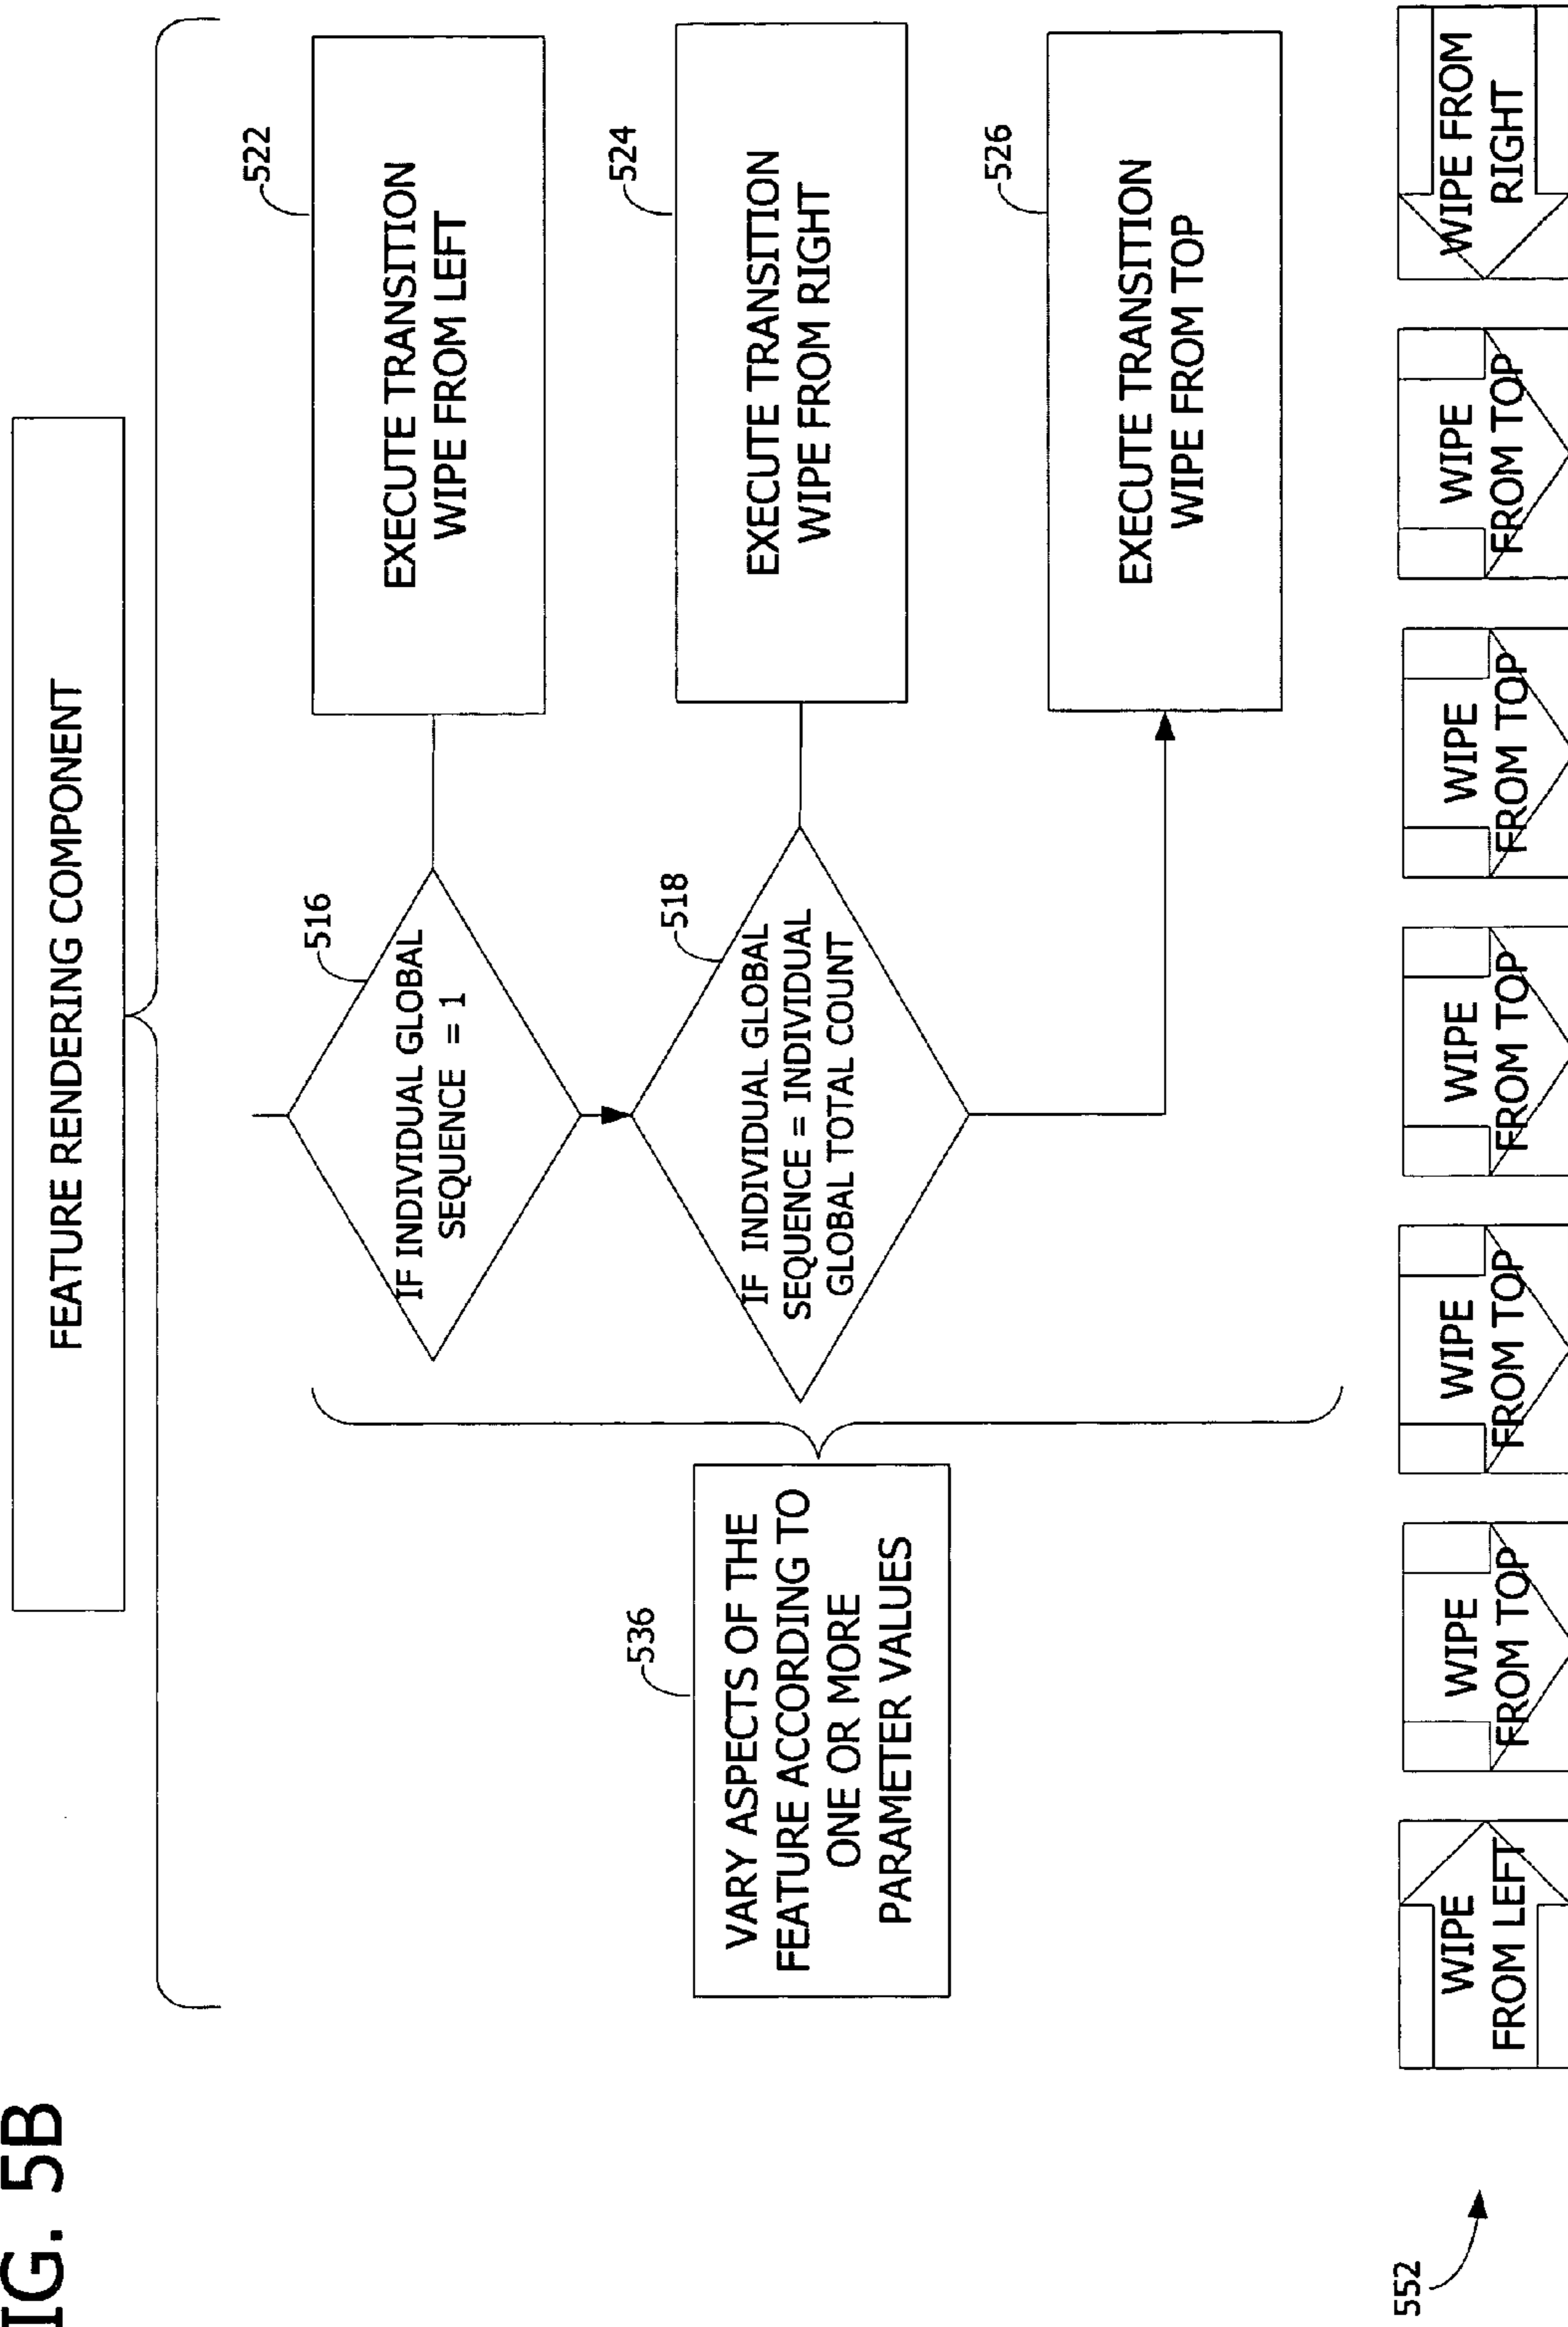 IG. 5B
FEATURE RENDERING COMPONENT
522
516
IF INDIVIDUAL GLOBAL
SEQUENCE = 1
EXECUTE TRANSITION
WIPE FROM LEFT
536
VARY ASPECTS OF THE
FEATURE ACCORDING TO
ONE OR MORE
PARAMETER VALUES
518
IF INDIVIDUAL GLOBAL
SEQUENCE = INDIVIDUAL
GLOBAL TOTAL COUNT
524
EXECUTE TRANSITION
WIPE FROM RIGHT
526
EXECUTE TRANSITION
WIPE FROM TOP
552
WIPE
FROM LEFT
WIPE
FROM TOP
WIPE
FROM TOP
WIPE
FROM TOP
WIPE
FROM TOP
WIPE
FROM TOP
WIPE FROM
RIGHT